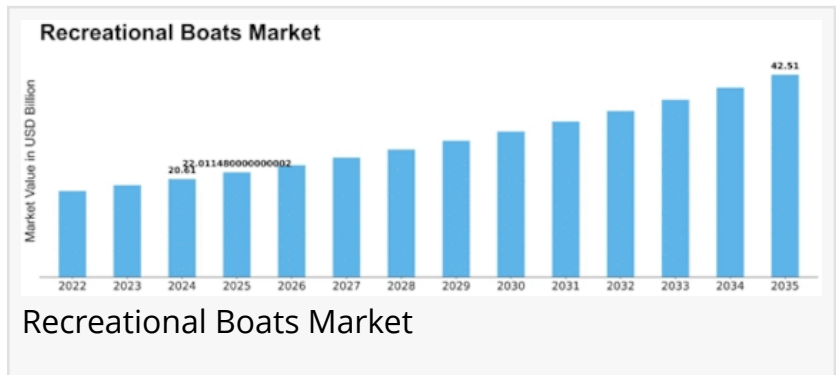 Recreational Boats Market
Market Value in USD Billion
42.51
22.011480000000002
20.61
2022 2023 2024 2025 2026 2027 2028 2029 2030 2031 2032 2033 2034 2035
Recreational Boats Market